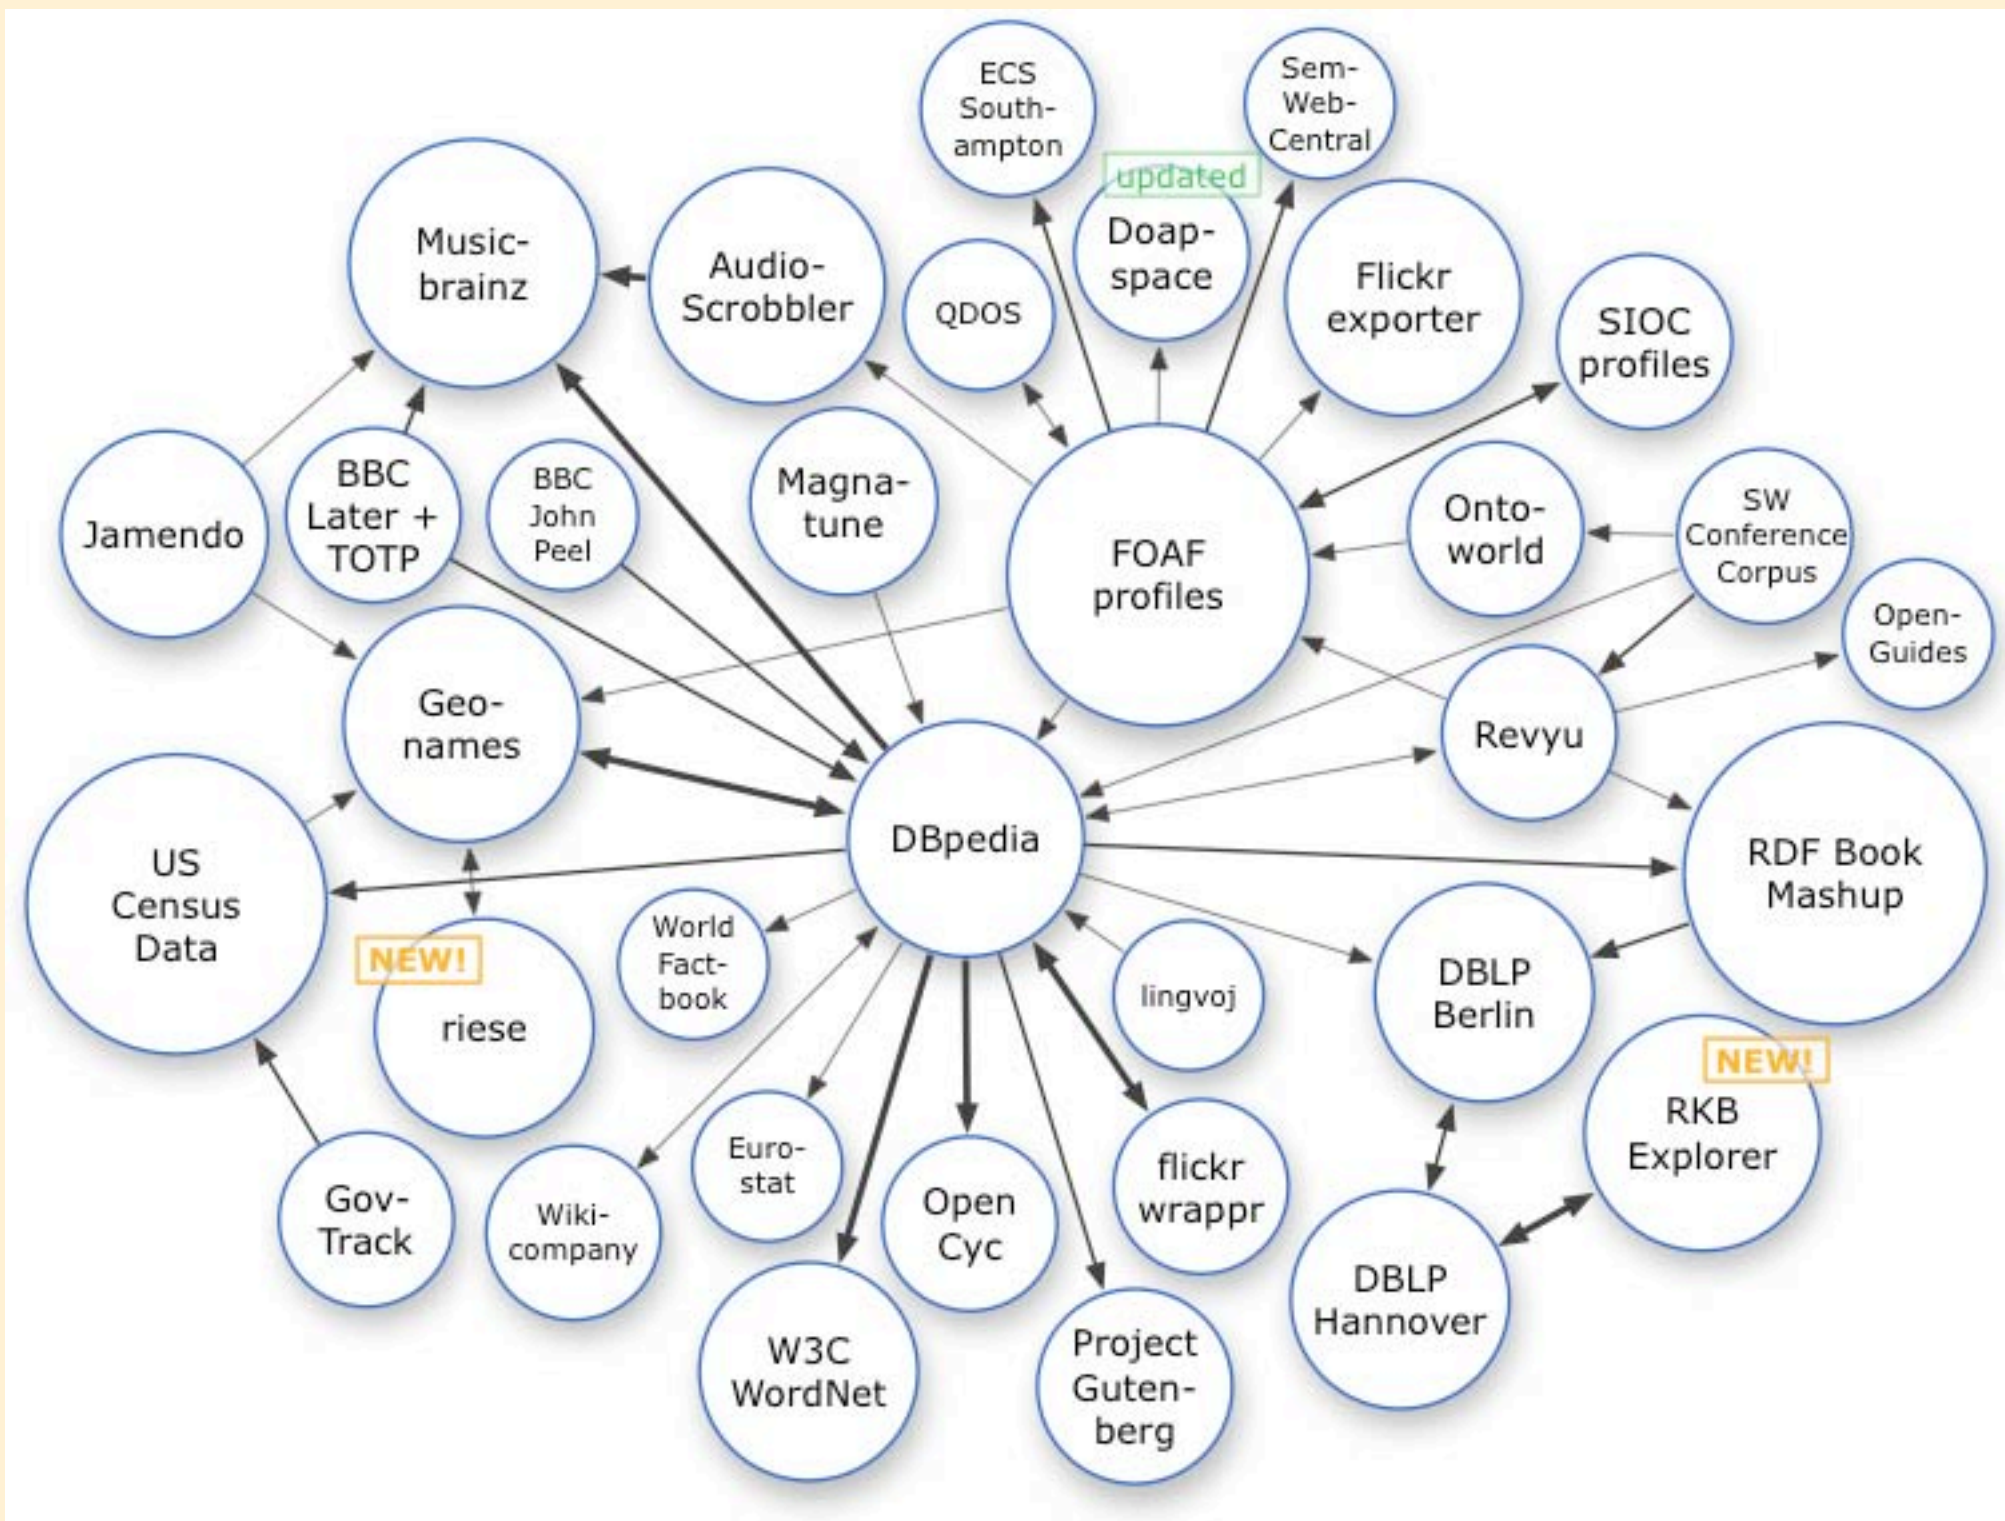 ECS
South-
ampton
Sem-
Web-
Central
updated
Doap-
space
Music-
brainz
Audio-
Scrobbler
QDOS
Flickr
exporter
SIOC
profiles
Jamendo
BBC
Later +
TOTP
BBC
John
Peel
Magna-
tune
FOAF
profiles
Onto-
world
SW
Conference
Corpus
Open-
Guides
Geo-
names
Revyu
US
Census
Data
DBpedia
RDF Book
Mashup
NEW!
riese
World
Fact-
book
lingvoj
DBLP
Berlin
NEW!
RKB
Explorer
Gov-
Track
Wiki-
company
Euro-
stat
Open
Cyc
flickr
wrappr
DBLP
Hannover
W3C
WordNet
Project
Guten-
berg